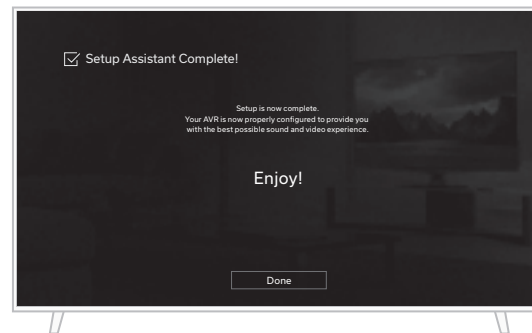 Setup Assistant Complete!
Setup is now complete.
Your AVR is now properly configured to provide you
with the best possible sound and video experience.
Enjoy!
Done